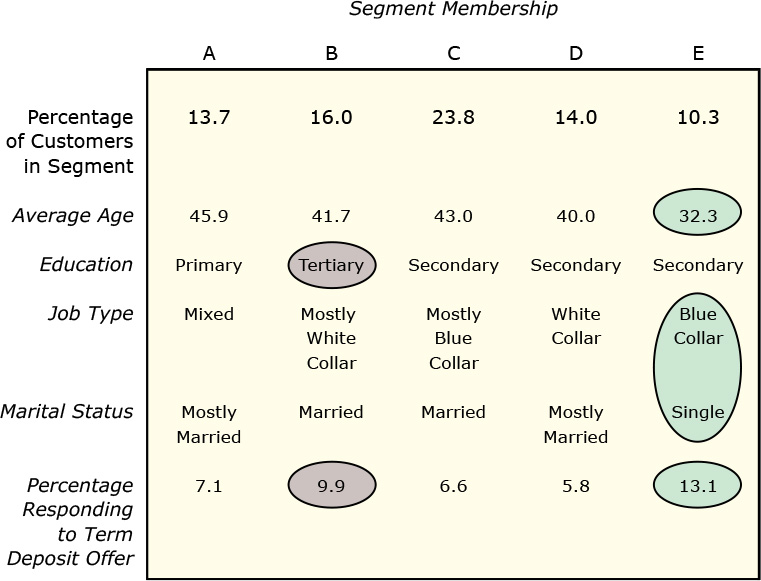 Segment Membership
A B C D E
Percentage of Customers in Segment 13.7 16.0 23.8 14.0 10.3
Average Age 45.9 41.7 43.0 40.0 32.3
Education Primary Tertiary Secondary Secondary Secondary
Job Type Mixed Mostly White Collar Mostly Blue Collar White Collar Blue Collar
Marital Status Mostly Married Married Married Mostly Married Single
Percentage Responding to Term Deposit Offer 7.1 9.9 6.6 5.8 13.1